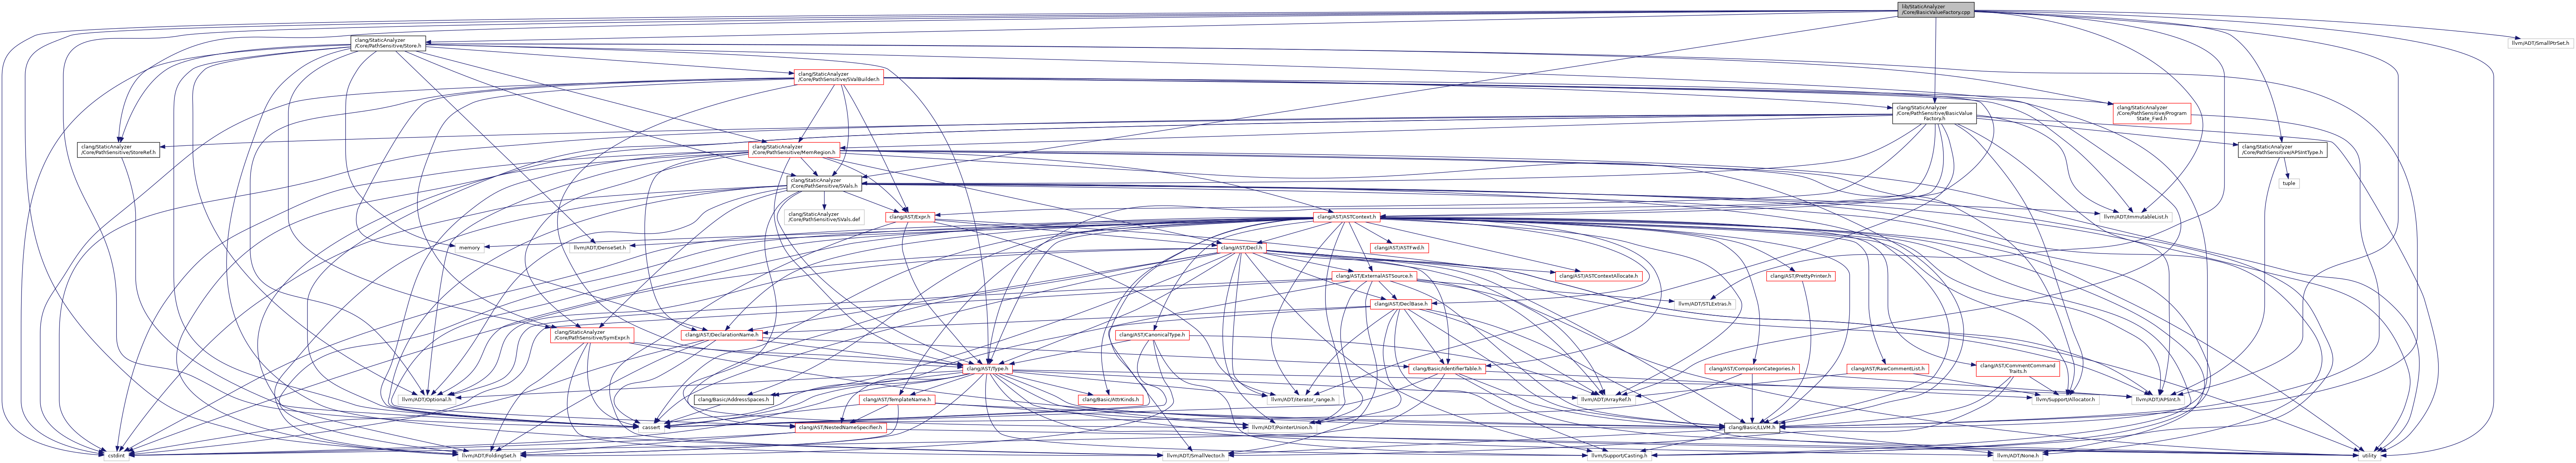 lib/StaticAnalyzer
/Core/BasicValueFactory.cpp
clang/StaticAnalyzer
/Core/PathSensitive/Store.h
llvm/ADT/SmallPtrSet.h
clang/StaticAnalyzer
/Core/PathSensitive/SValBuilder.h
clang/StaticAnalyzer
/Core/PathSensitive/BasicValue
Factory.h
clang/StaticAnalyzer
/Core/PathSensitive/Program
State_Fwd.h
clang/StaticAnalyzer
/Core/PathSensitive/StoreRef.h
clang/StaticAnalyzer
/Core/PathSensitive/MemRegion.h
clang/StaticAnalyzer
/Core/PathSensitive/APSIntType.h
clang/StaticAnalyzer
/Core/PathSensitive/SVals.h
tuple
clang/StaticAnalyzer
/Core/PathSensitive/SVals.def
clang/AST/Expr.h
clang/AST/ASTContext.h
llvm/ADT/ImmutableList.h
memory
llvm/ADT/DenseSet.h
clang/AST/Decl.h
clang/AST/ASTFwd.h
clang/AST/ExternalASTSource.h
clang/AST/ASTContextAllocate.h
clang/AST/PrettyPrinter.h
clang/AST/DeclBase.h
llvm/ADT/STLExtras.h
clang/StaticAnalyzer
/Core/PathSensitive/SymExpr.h
clang/AST/DeclarationName.h
clang/AST/CanonicalType.h
clang/AST/Type.h
clang/Basic/IdentifierTable.h
clang/AST/ComparisonCategories.h
clang/AST/RawCommentList.h
clang/AST/CommentCommand
Traits.h
llvm/ADT/Optional.h
clang/Basic/AddressSpaces.h
clang/AST/TemplateName.h
clang/Basic/AttrKinds.h
llvm/ADT/iterator_range.h
llvm/ADT/ArrayRef.h
llvm/Support/Allocator.h
llvm/ADT/APSInt.h
cassert
clang/AST/NestedNameSpecifier.h
llvm/ADT/PointerUnion.h
clang/Basic/LLVM.h
cstdint
llvm/ADT/FoldingSet.h
llvm/ADT/SmallVector.h
llvm/Support/Casting.h
llvm/ADT/None.h
utility